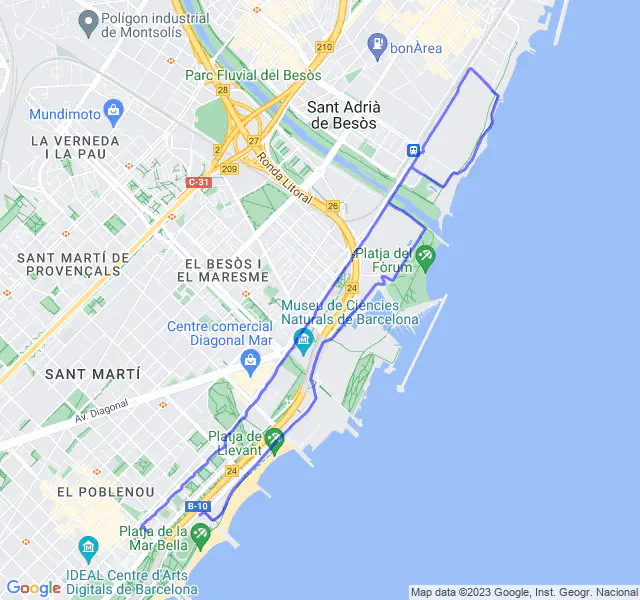 Polígon industrial
de Montsolís
210
bonÀrea
Parc Fluvial del Besòs
28
Mundimoto
Sant Adrià
de Besòs
LA VERNEDA
I LA PAU
27
2
209
C-31
Ronda Litoral
26
SANT MARTÍ DE
PROVENÇALS
EL BESÒS I
EL MARESME
Platja del
Fòrum
24
Museu de Ciències
Naturals de Barcelona
Centre comercial
Diagonal Mar
SANT MARTÍ
Av. Diagonal
Platja de
Llevant
24
EL POBLENOU
B-10
Platja de la
Mar Bella
IDEAL Centre d'Arts
Digitals de Barcelona
Google
Map data ©2023 Google, Inst. Geogr. Nacional